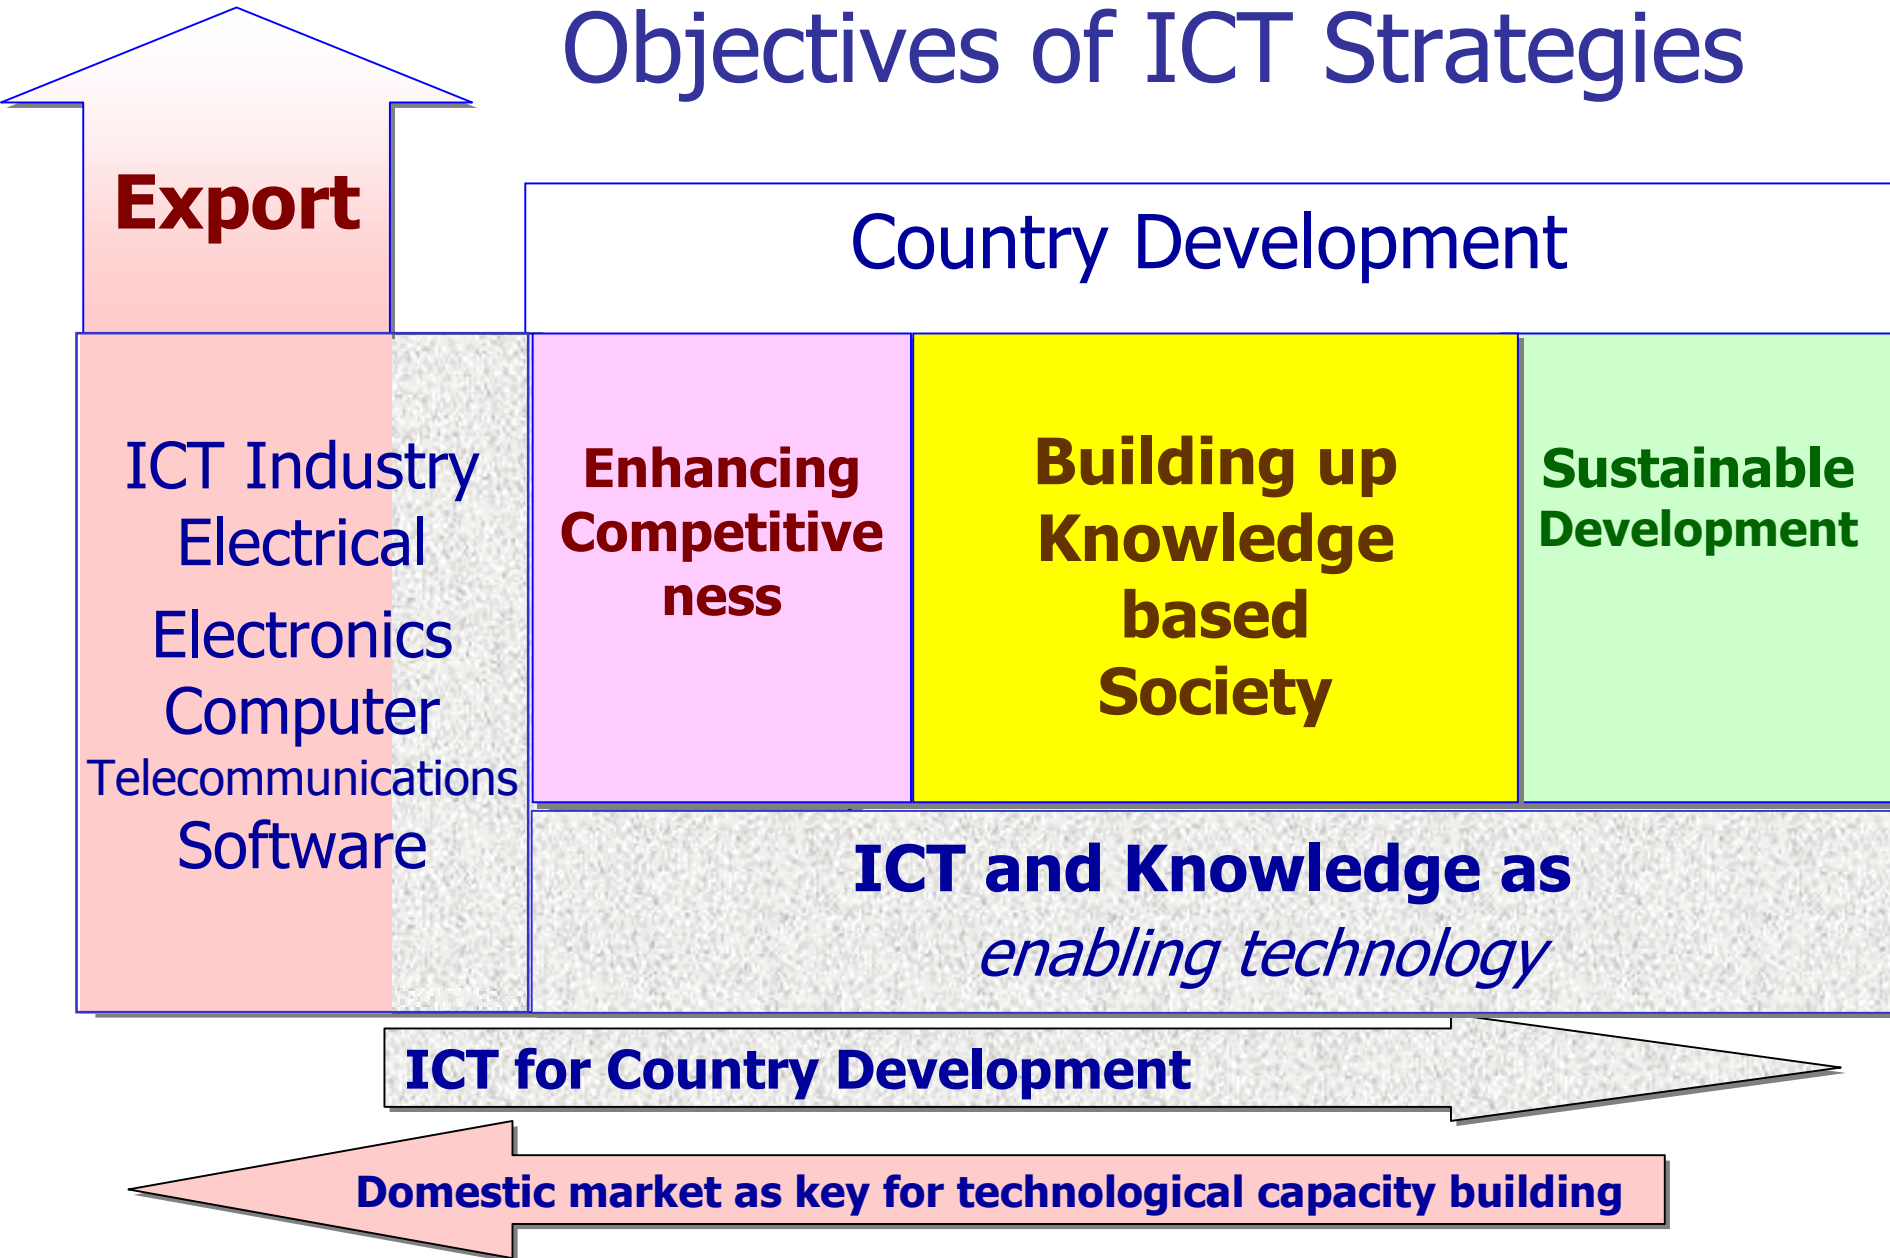 Objectives of ICT Strategies
Export
Country Development
ICT Industry
Electrical
Electronics
Computer
Telecommunications
Software
Enhancing
Competitive
ness
Building up
Knowledge
based
Society
Sustainable
Development
ICT and Knowledge as
enabling technology
ICT for Country Development
Domestic market as key for technological capacity building